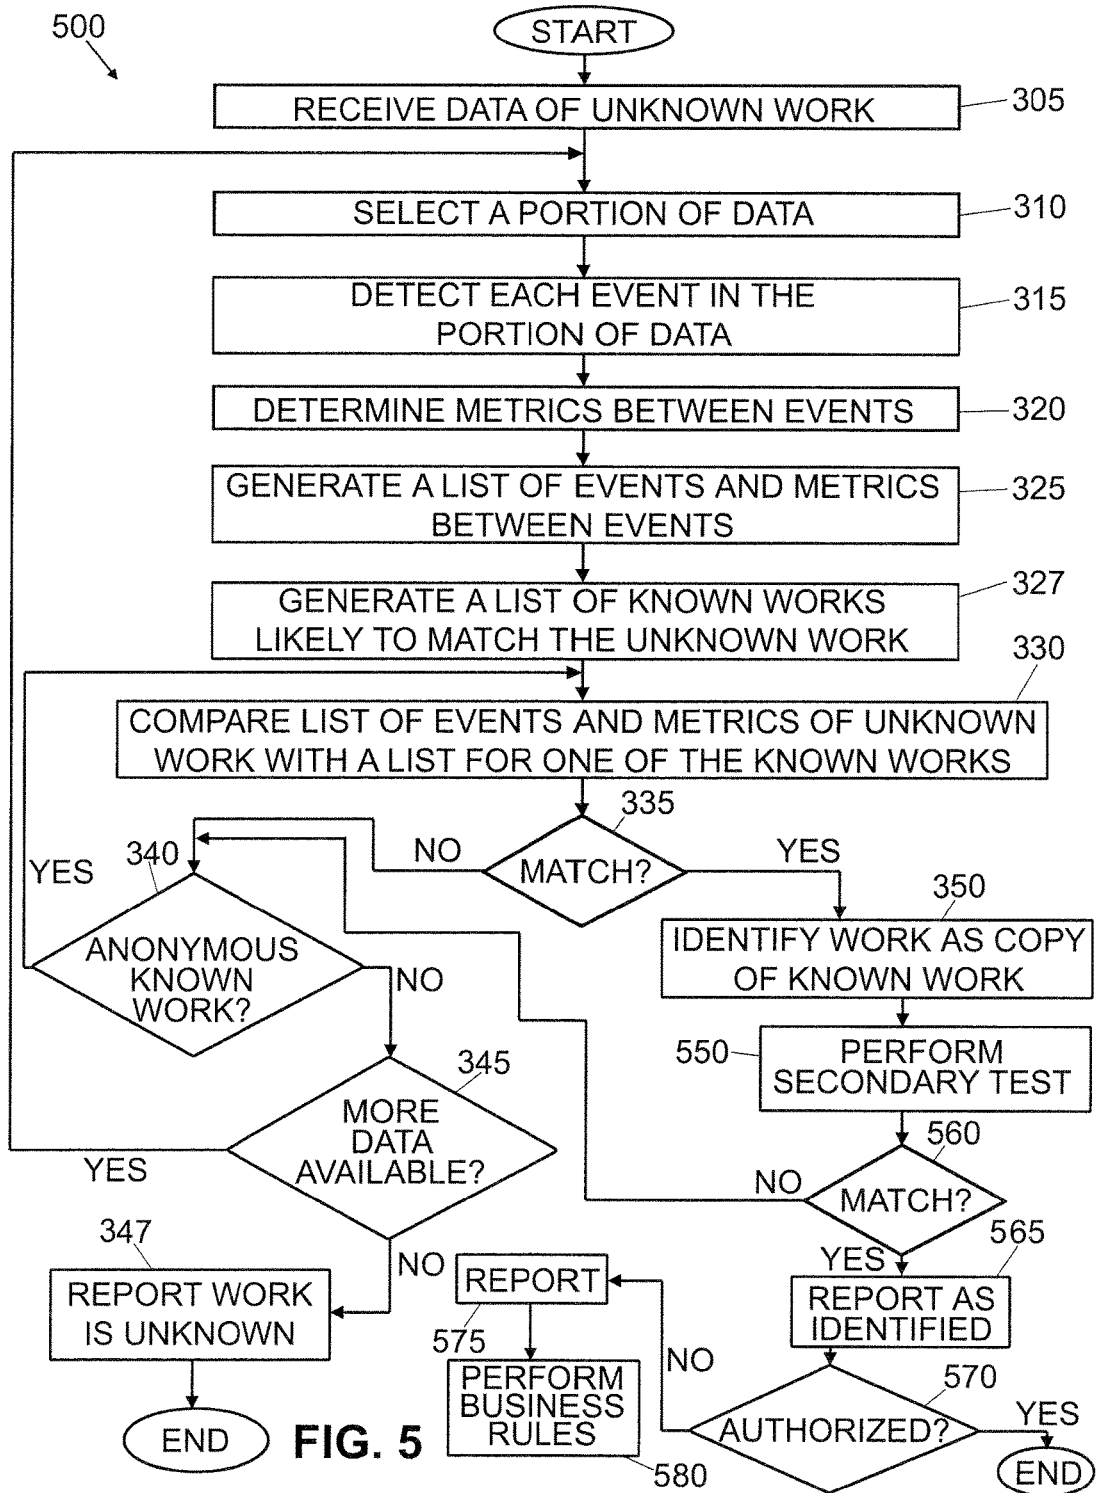 500
START
RECEIVE DATA OF UNKNOWN WORK
305
SELECT A PORTION OF DATA
310
DETECT EACH EVENT IN THE
PORTION OF DATA
315
DETERMINE METRICS BETWEEN EVENTS
320
GENERATE A LIST OF EVENTS AND METRICS
BETWEEN EVENTS
325
GENERATE A LIST OF KNOWN WORKS
LIKELY TO MATCH THE UNKNOWN WORK
327
330
COMPARE LIST OF EVENTS AND METRICS OF UNKNOWN
WORK WITH A LIST FOR ONE OF THE KNOWN WORKS
335
MATCH?
NO
YES
340
YES
ANONYMOUS
KNOWN
WORK?
NO
350
IDENTIFY WORK AS COPY
OF KNOWN WORK
550
PERFORM
SECONDARY TEST
345
MORE
DATA
AVAILABLE?
YES
NO
560
MATCH?
NO
YES
347
REPORT WORK
IS UNKNOWN
END
565
REPORT AS
IDENTIFIED
570
AUTHORIZED?
NO
YES
END
REPORT
575
PERFORM
BUSINESS
RULES
580
FIG. 5